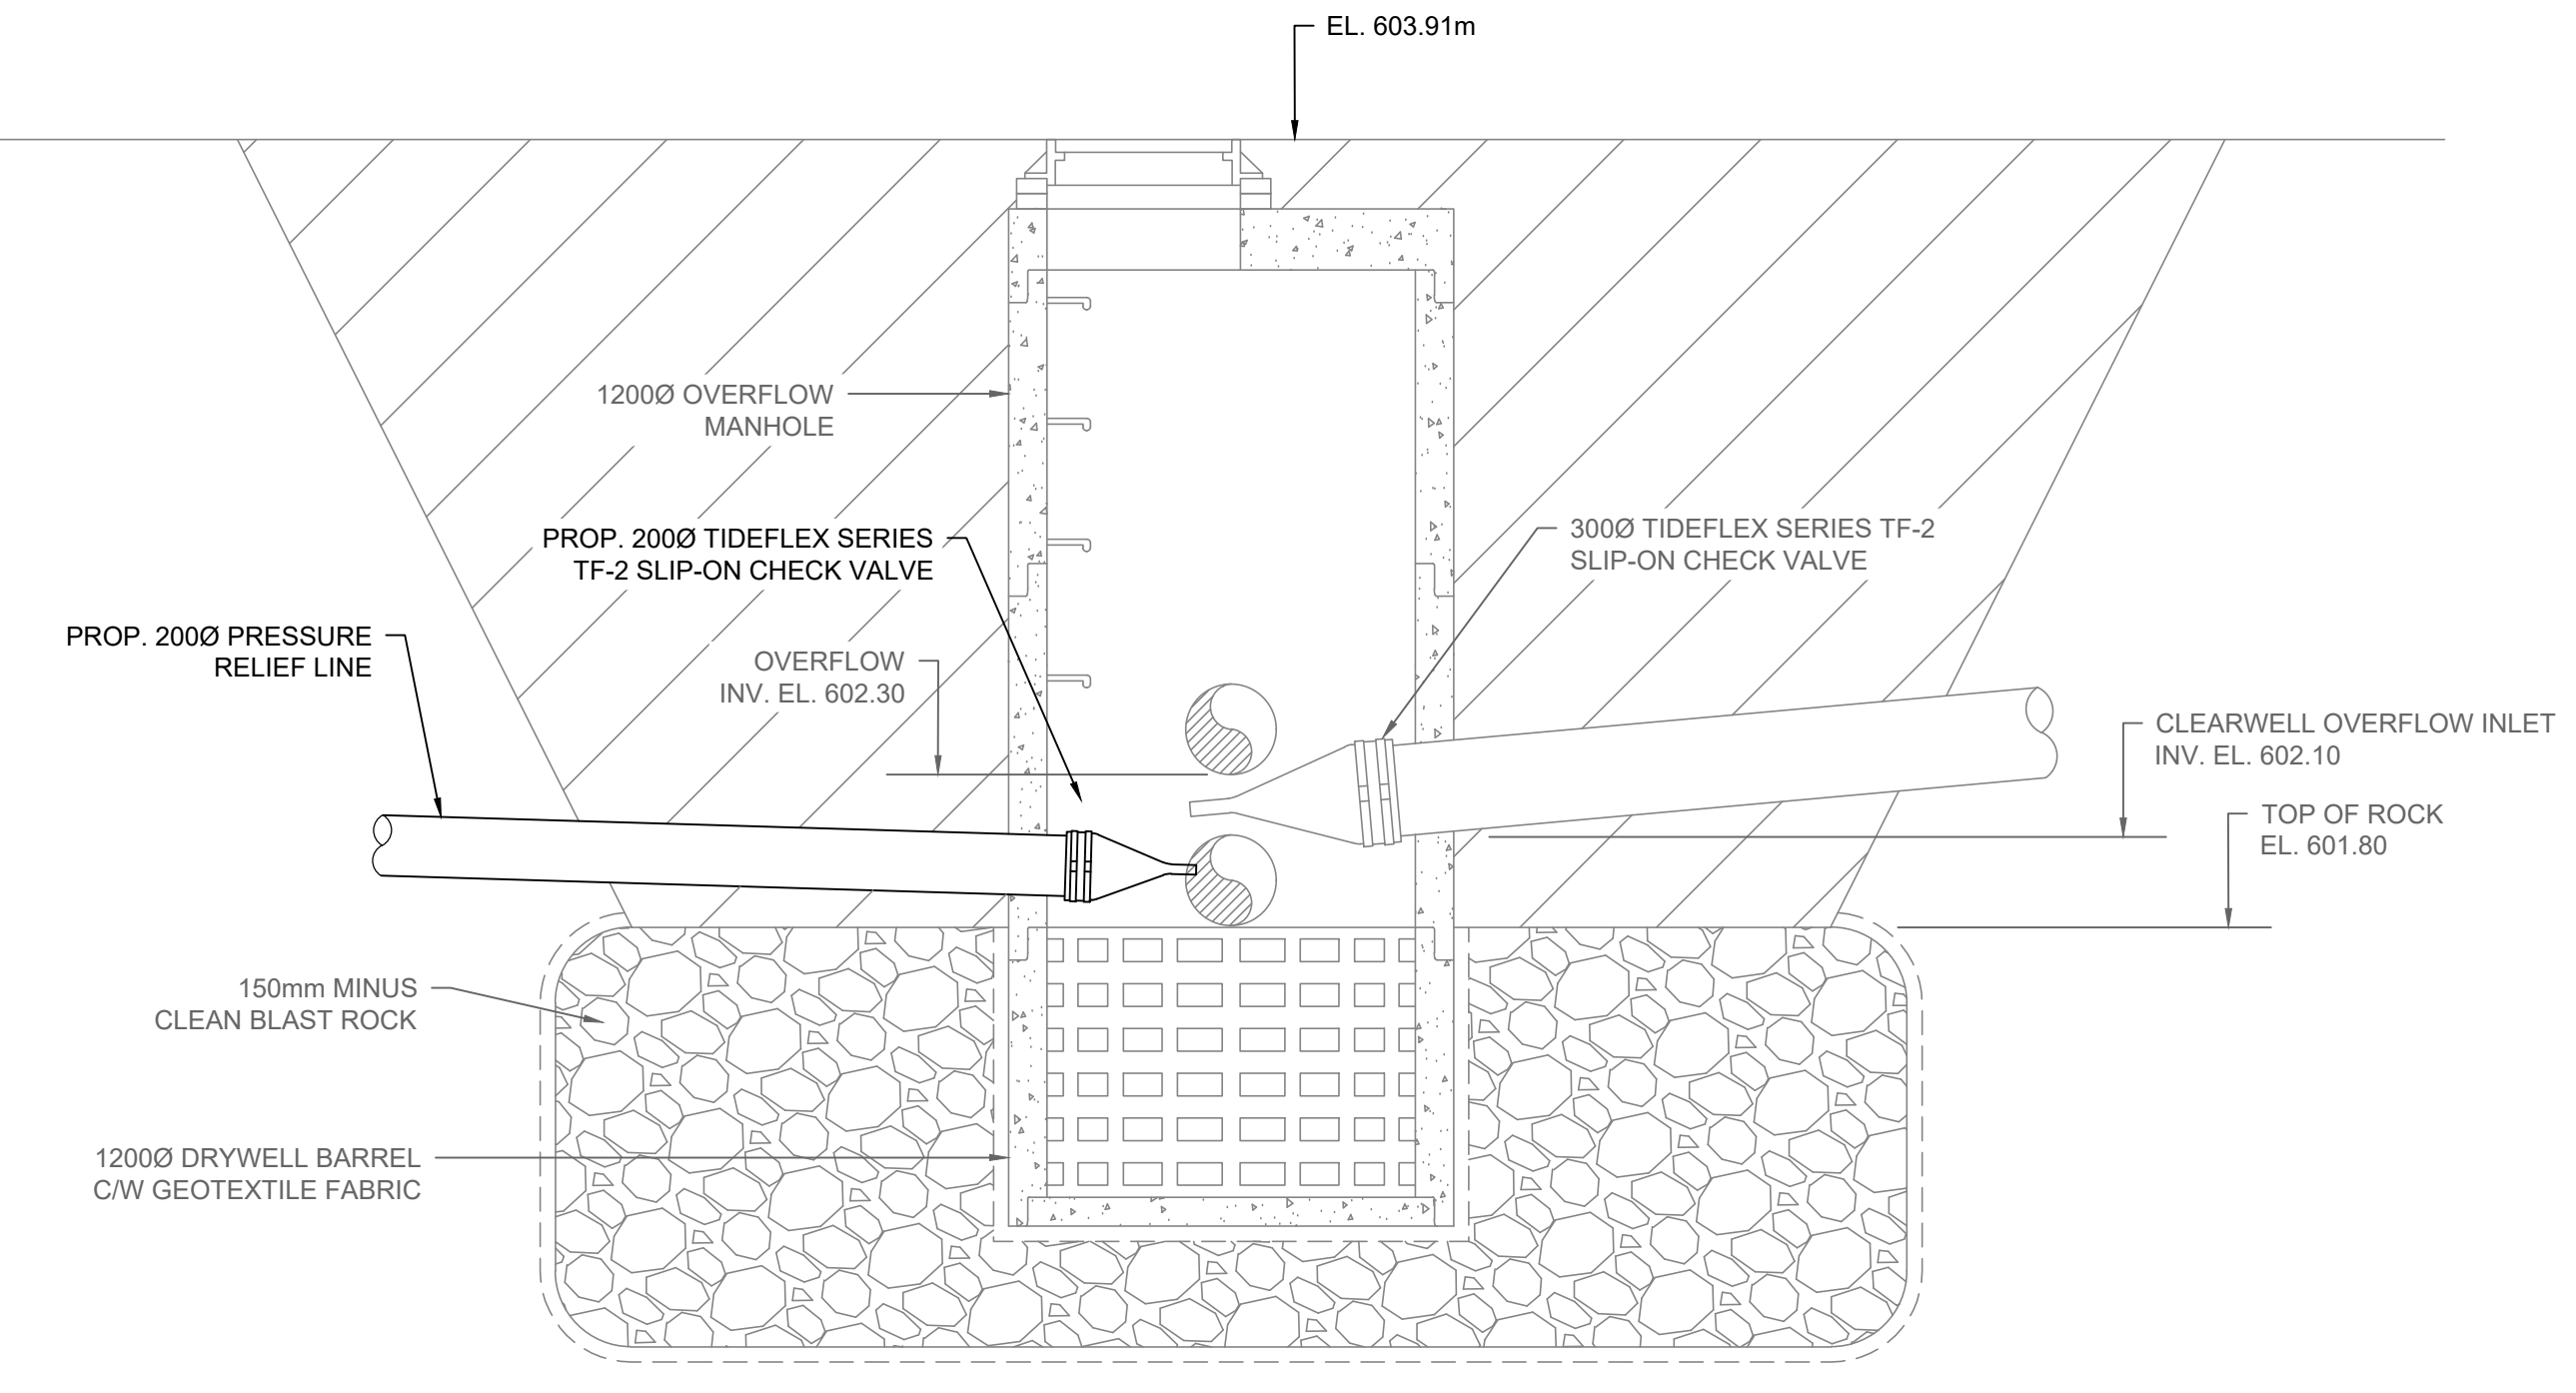 EL. 603.91m
1200Ø OVERFLOW
MANHOLE
PROP. 200Ø TIDEFLEX SERIES
TF-2 SLIP-ON CHECK VALVE
300Ø TIDEFLEX SERIES TF-2
SLIP-ON CHECK VALVE
PROP. 200Ø PRESSURE
RELIEF LINE
OVERFLOW
INV. EL. 602.30
CLEARWELL OVERFLOW INLET
INV. EL. 602.10
TOP OF ROCK
EL. 601.80
150mm MINUS
CLEAN BLAST ROCK
1200Ø DRYWELL BARREL
C/W GEOTEXTILE FABRIC